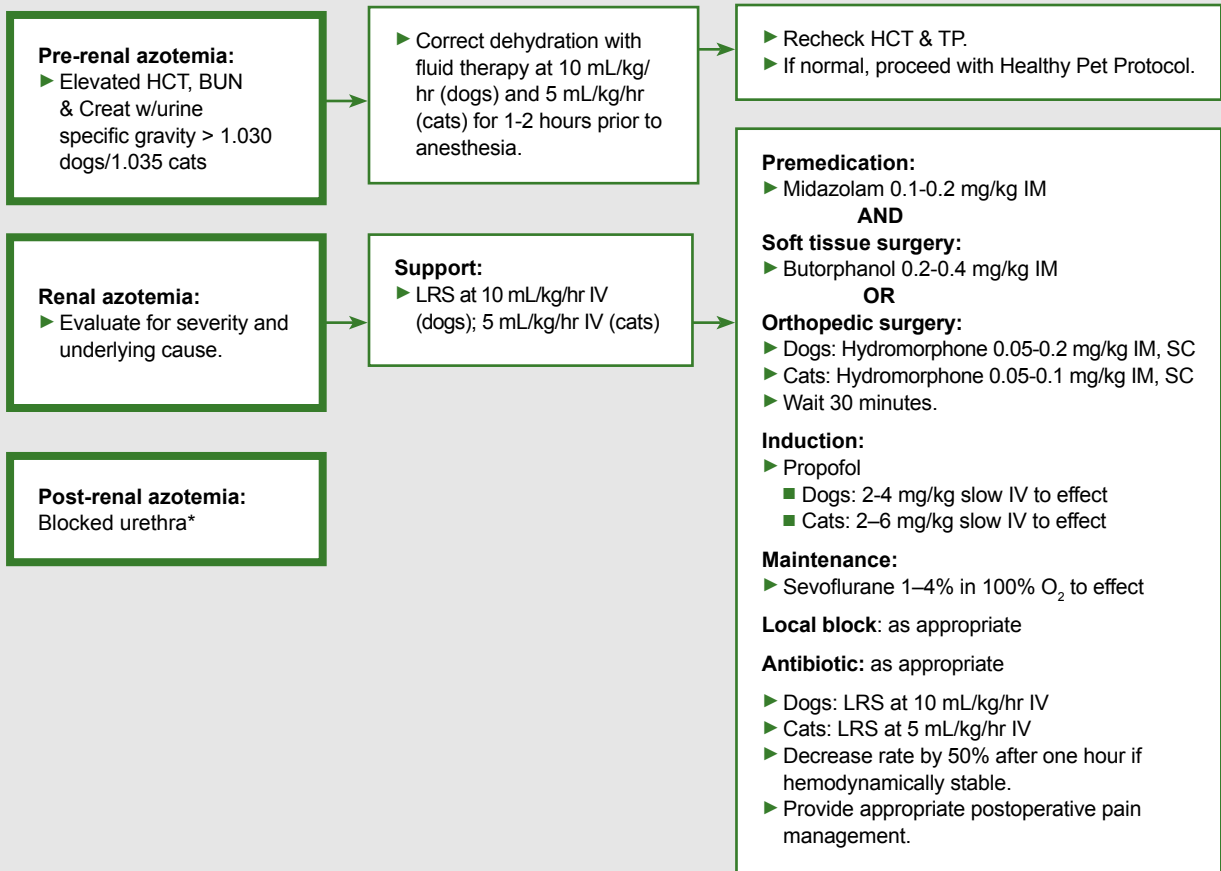 Pre-renal azotemia:
► Elevated HCT, BUN
& Creat w/urine
specific gravity > 1.030
dogs/1.035 cats
► Correct dehydration with
fluid therapy at 10 mL/kg/
hr (dogs) and 5 mL/kg/hr
(cats) for 1-2 hours prior to
anesthesia.
► Recheck HCT & TP.
► If normal, proceed with Healthy Pet Protocol.
Renal azotemia:
► Evaluate for severity and
underlying cause.
Support:
► LRS at 10 mL/kg/hr IV
(dogs); 5 mL/kg/hr IV (cats)
Premedication:
► Midazolam 0.1-0.2 mg/kg IM
AND
Soft tissue surgery:
► Butorphanol 0.2-0.4 mg/kg IM
OR
Orthopedic surgery:
► Dogs: Hydromorphone 0.05-0.2 mg/kg IM, SC
► Cats: Hydromorphone 0.05-0.1 mg/kg IM, SC
► Wait 30 minutes.
Induction:
► Propofol
■ Dogs: 2-4 mg/kg slow IV to effect
■ Cats: 2–6 mg/kg slow IV to effect
Maintenance:
► Sevoflurane 1–4% in 100% O₂ to effect
Local block: as appropriate
Antibiotic: as appropriate
► Dogs: LRS at 10 mL/kg/hr IV
► Cats: LRS at 5 mL/kg/hr IV
► Decrease rate by 50% after one hour if
hemodynamically stable.
► Provide appropriate postoperative pain
management.
Post-renal azotemia:
Blocked urethra*